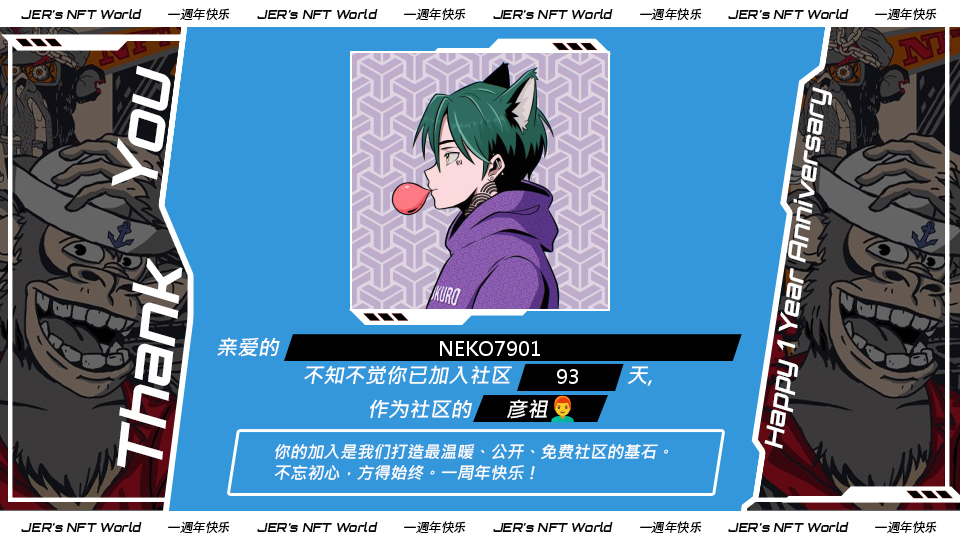 JER's NFT World 一週年快乐 JER's NFT World 一週年快乐 JER's NFT World 一週年快乐 JER's NFT World 一週年快乐
Thank You
KURO
亲爱的 NEKO7901
不知不觉你已加入社区 93 天,
作为社区的 彦祖👨‍🦰
你的加入是我们打造最温暖、公开、免费社区的基石。
不忘初心，方得始终。一周年快乐！
Happy 1 Year Anniversary
JER's NFT World 一週年快乐 JER's NFT World 一週年快乐 JER's NFT World 一週年快乐 JER's NFT World 一週年快乐